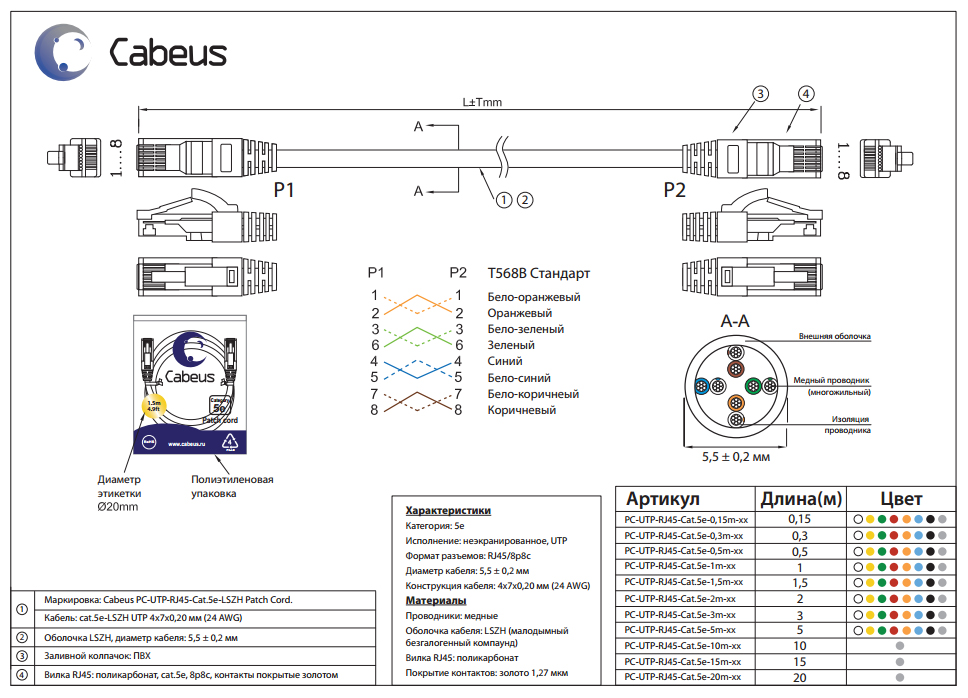 Cabeus
L±Tmm
3
4
A
1....8
1....8
A
P1
P2
1
2
P1 P2 T568B Стандарт
1 1 Бело-оранжевый
2 2 Оранжевый
3 3 Бело-зеленый
6 6 Зеленый
4 4 Синий
5 5 Бело-синий
7 7 Бело-коричнеый
8 8 Коричневый
A-A
Внешняя оболочка
Медный проводник
(многожильный)
Изоляция
проводника
5,5 ± 0,2 мм
Cabeus
1.5m
4.9ft
Category
5e
Patch cord
RoHS
www.cabeus.ru
4
Диаметр
этикетки
Ø20mm
Полиэтиленовая
упаковка
Характеристики
Категория: 5e
Исполнение: неэкранированное, UTP
Формат разъемов: RJ45/8p8c
Диаметр кабеля: 5,5 ± 0,2 мм
Конструкция кабеля: 4x7x0,20 мм (24 AWG)
Материалы
Проводники: медные
Оболочка кабеля: LSZH (малодымный
безгалогенный компаунд)
Вилка RJ45: поликарбонат
Покрытие контактов: золото 1,27 мкм
1 Маркировка: Cabeus PC-UTP-RJ45-Cat.5e-LSZH Patch Cord.
Кабель: cat.5e-LSZH UTP 4x7x0,20 мм (24 AWG)
2 Оболочка LSZH, диаметр кабеля: 5,5 ± 0,2 мм
3 Заливной колпачок: ПВХ
4 Вилка RJ45: поликарбонат, cat.5e, 8p8c, контакты покрытые золотом
Артикул Длина(м) Цвет
PC-UTP-RJ45-Cat.5e-0,15m-xx 0,15
PC-UTP-RJ45-Cat.5e-0,3m-xx 0,3
PC-UTP-RJ45-Cat.5e-0,5m-xx 0,5
PC-UTP-RJ45-Cat.5e-1m-xx 1
PC-UTP-RJ45-Cat.5e-1,5m-xx 1,5
PC-UTP-RJ45-Cat.5e-2m-xx 2
PC-UTP-RJ45-Cat.5e-3m-xx 3
PC-UTP-RJ45-Cat.5e-5m-xx 5
PC-UTP-RJ45-Cat.5e-10m-xx 10
PC-UTP-RJ45-Cat.5e-15m-xx 15
PC-UTP-RJ45-Cat.5e-20m-xx 20